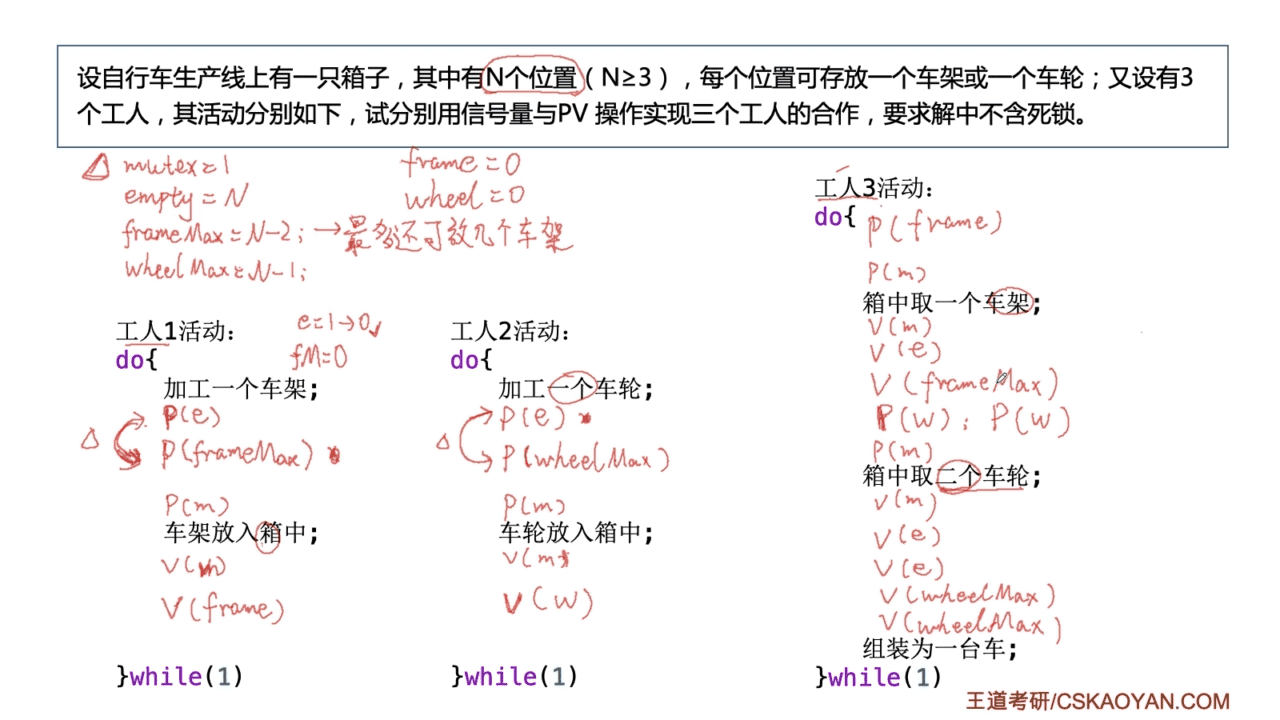 设自行车生产线上有一只箱子，其中有N个位置（N≥3），每个位置可存放一个车架或一个车轮；又设有3
个工人，其活动分别如下，试分别用信号量与PV 操作实现三个工人的合作，要求解中不含死锁。
△ mutex=1
empty=N
frameMax=N-2; →最多还可放几个车架
wheelMax=N-1;
frame=0
wheel=0
工人1活动：
e=1→0✓
fM=0
do{
加工一个车架;
P(e)
△ P(frameMax)
P(m)
车架放入箱中;
V(m)
V(frame)
}while(1)
工人2活动：
do{
加工一个车轮;
P(e)
△ P(wheelMax)
P(m)
车轮放入箱中;
V(m)
V(w)
}while(1)
工人3活动：
do{ P(frame)
P(m)
箱中取一个车架;
V(m)
V(e)
V(frameMax)
P(w); P(w)
P(m)
箱中取二个车轮;
V(m)
V(e)
V(e)
V(wheelMax)
V(wheelMax)
组装为一台车;
}while(1)
王道考研/CSKAOYAN.COM